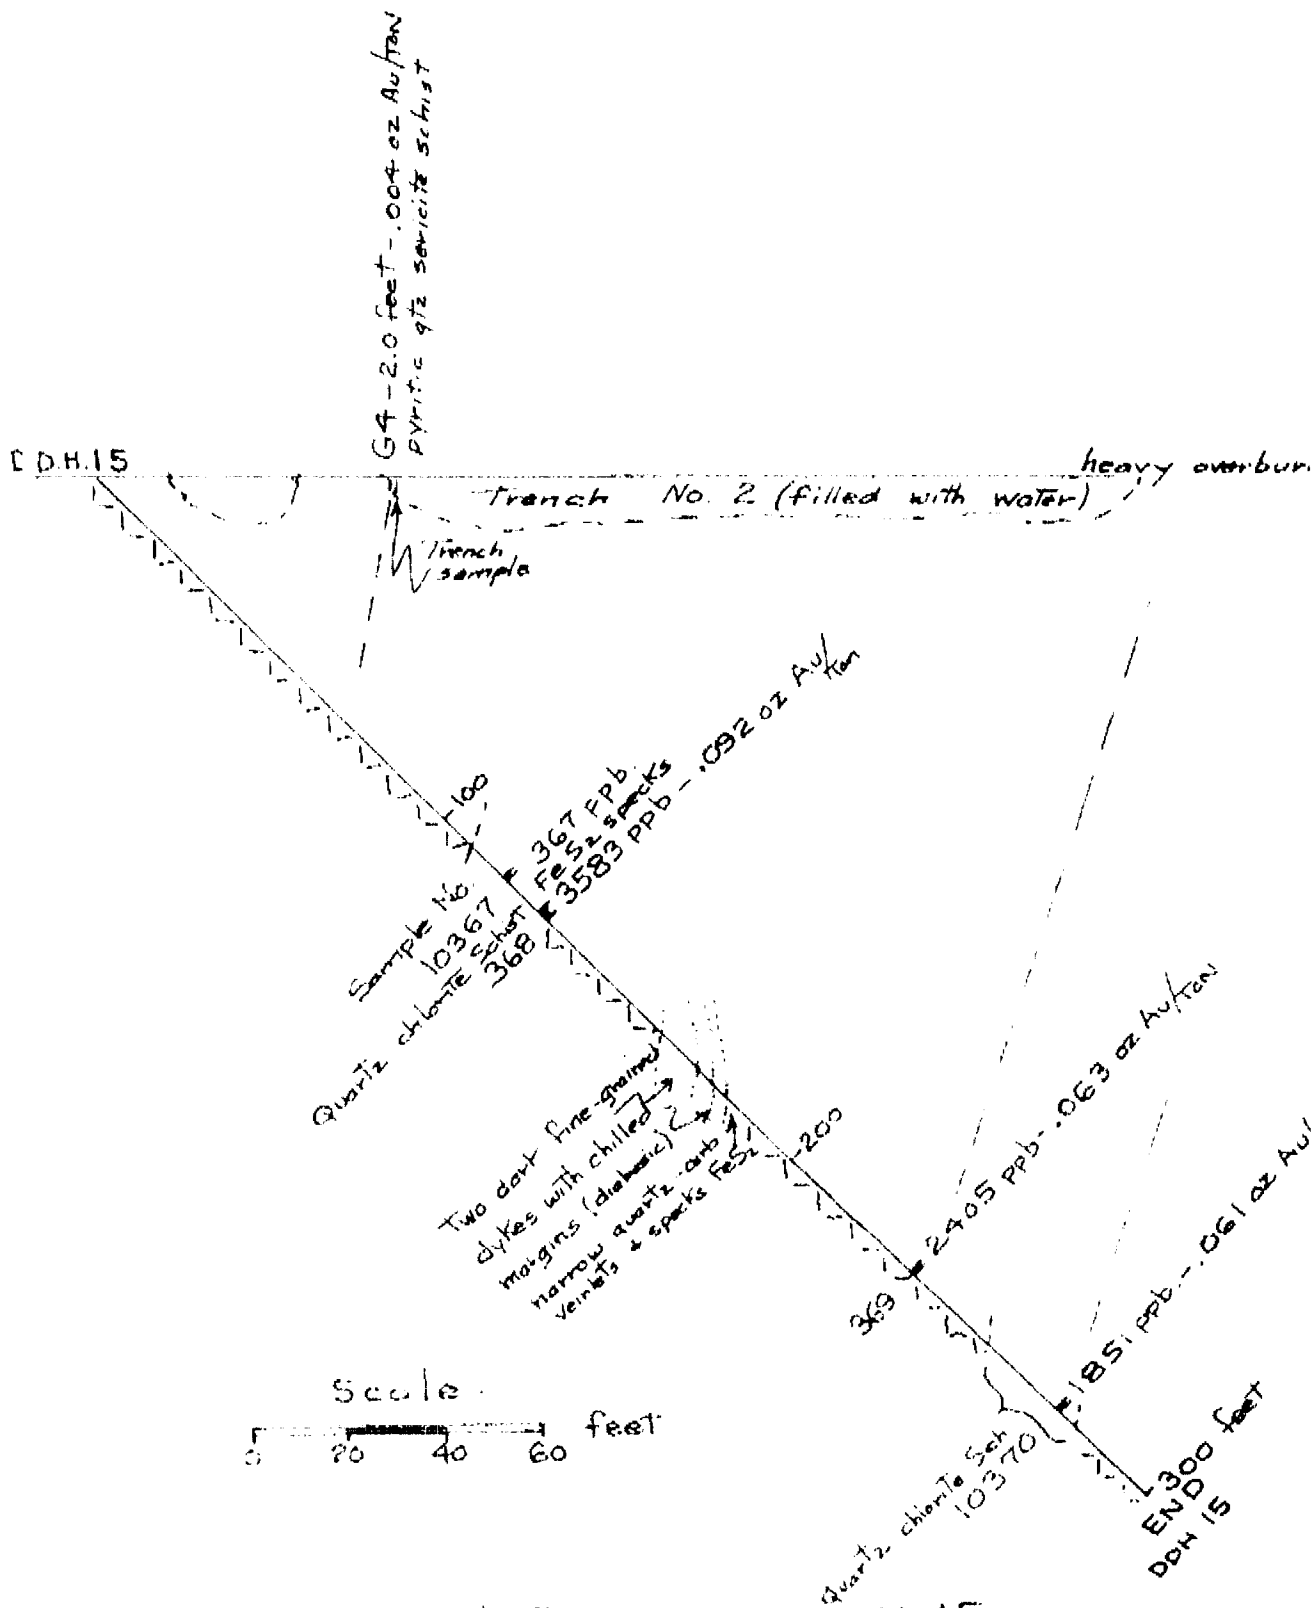 G4 - 2.0 feet - .004 oz Au/ton
pyritic qtz sericite schist
D.H.15
heavy overbur
Trench No. 2 (filled with water)
Trench
sample
-100
367 PPb
FeS2 specks
3583 PPb - .092 oz Au/Ton
Sample No.
10367
Quartz chlorite Schist
368
Two dark fine-grained
dykes with chilled
margins (diabasic)
narrow quartz-carb
veinlets & specks FeS2
-200
2405 PPb - .063 oz Au/Ton
369
1851 PPb - .061 oz Au/
Quartz chlorite Sch
10370
300 feet
END
DDH 15
Scale
0 20 40 60 feet